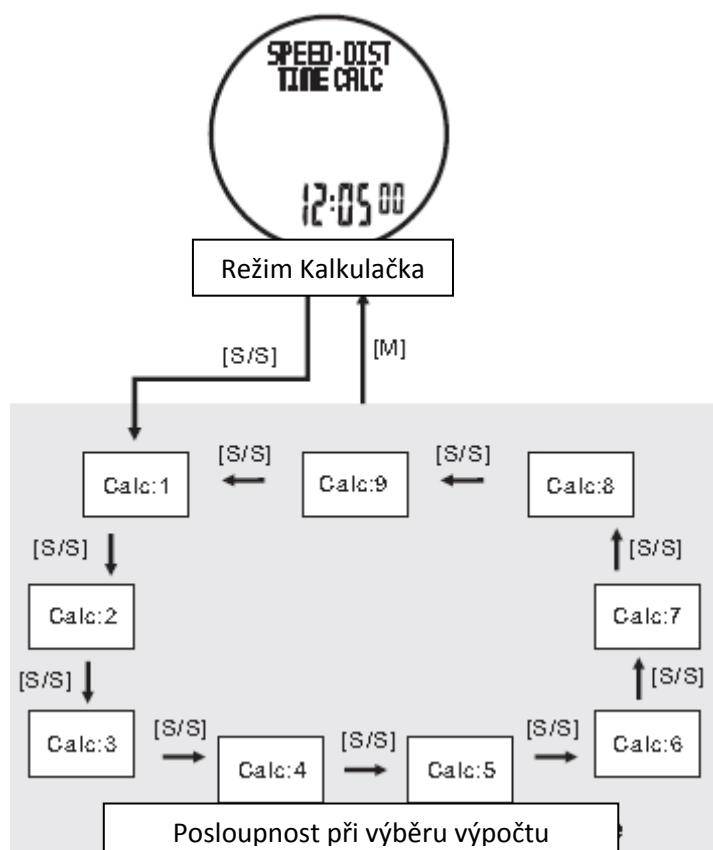 SPEED·DIST
TIME CALC
12:05 00
Režim Kalkulačka
[S/S]
[M]
Calc:1
[S/S]
Calc:9
[S/S]
Calc:8
[S/S]
[S/S]
Calc:2
Calc:7
[S/S]
[S/S]
Calc:3
[S/S]
Calc:4
[S/S]
Calc:5
[S/S]
Calc:6
Posloupnost při výběru výpočtu